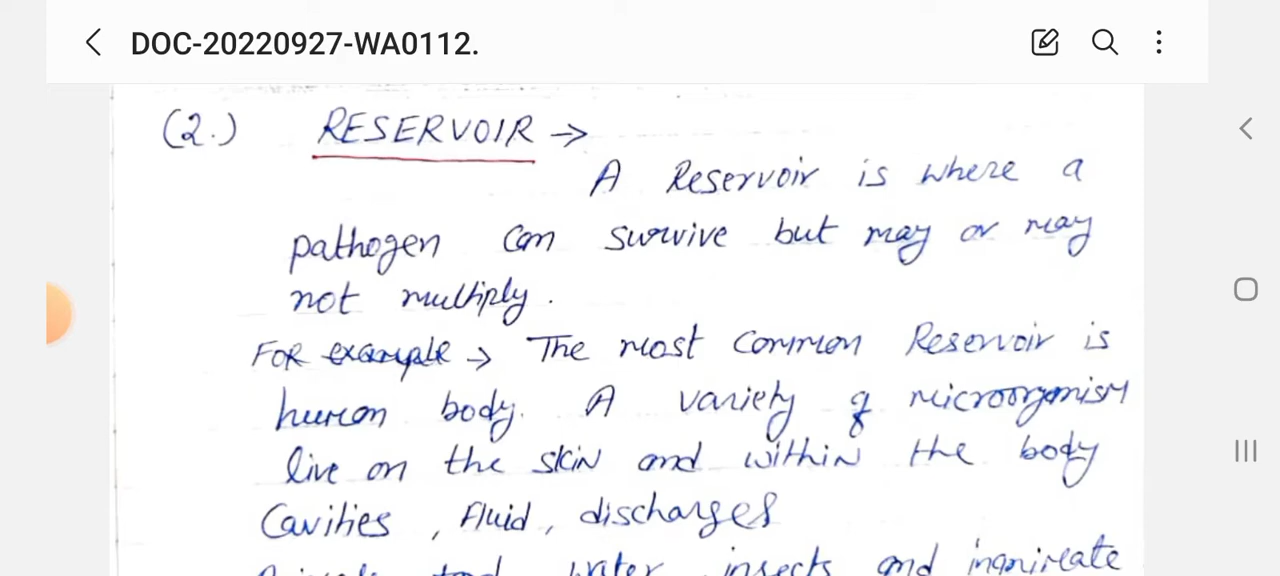 DOC-20220927-WA0112.
(2.) RESERVOIR →
A Reservoir is where a
pathogen can survive but may or may
not multiply.
FOR example → The most common Reservoir is
human body. A variety of microorganism
live on the skin and within the body
Cavities, Fluid, discharges
water insects and inanimate